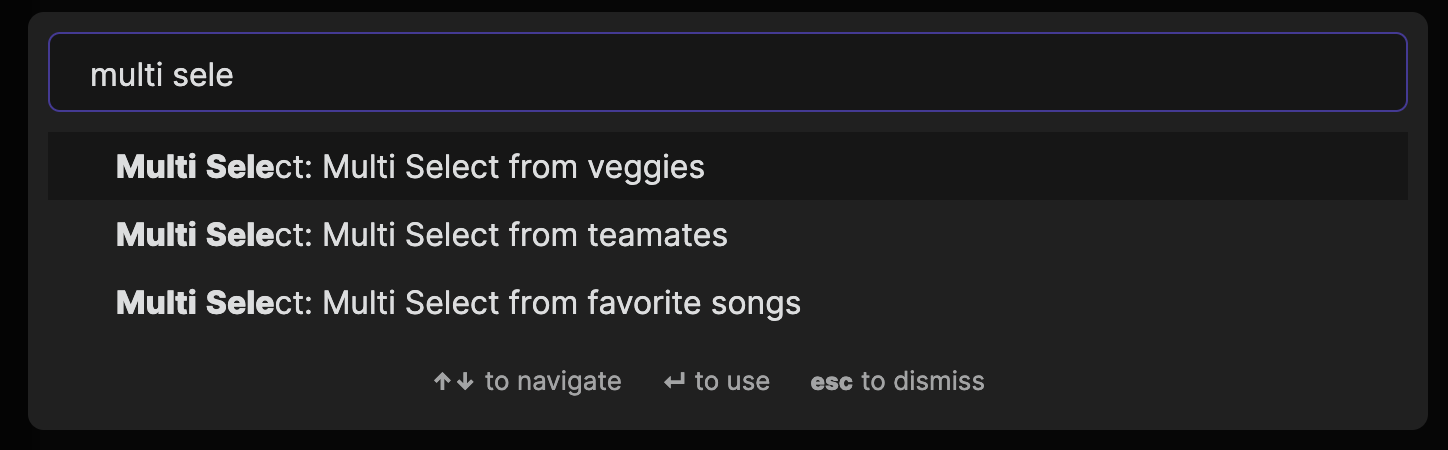 multi sele
Multi Select: Multi Select from veggies
Multi Select: Multi Select from teamates
Multi Select: Multi Select from favorite songs
↑↓ to navigate ↵ to use esc to dismiss